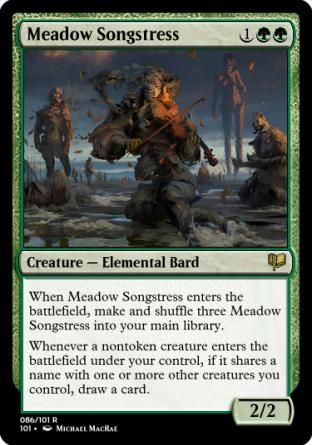 Meadow Songstress 1
Creature — Elemental Bard
When Meadow Songstress enters the
battlefield, make and shuffle three Meadow
Songstress into your main library.
Whenever a nontoken creature enters the
battlefield under your control, if it shares a
name with one or more other creatures you
control, draw a card.
2/2
086/101 R
101 • Michael MacRae